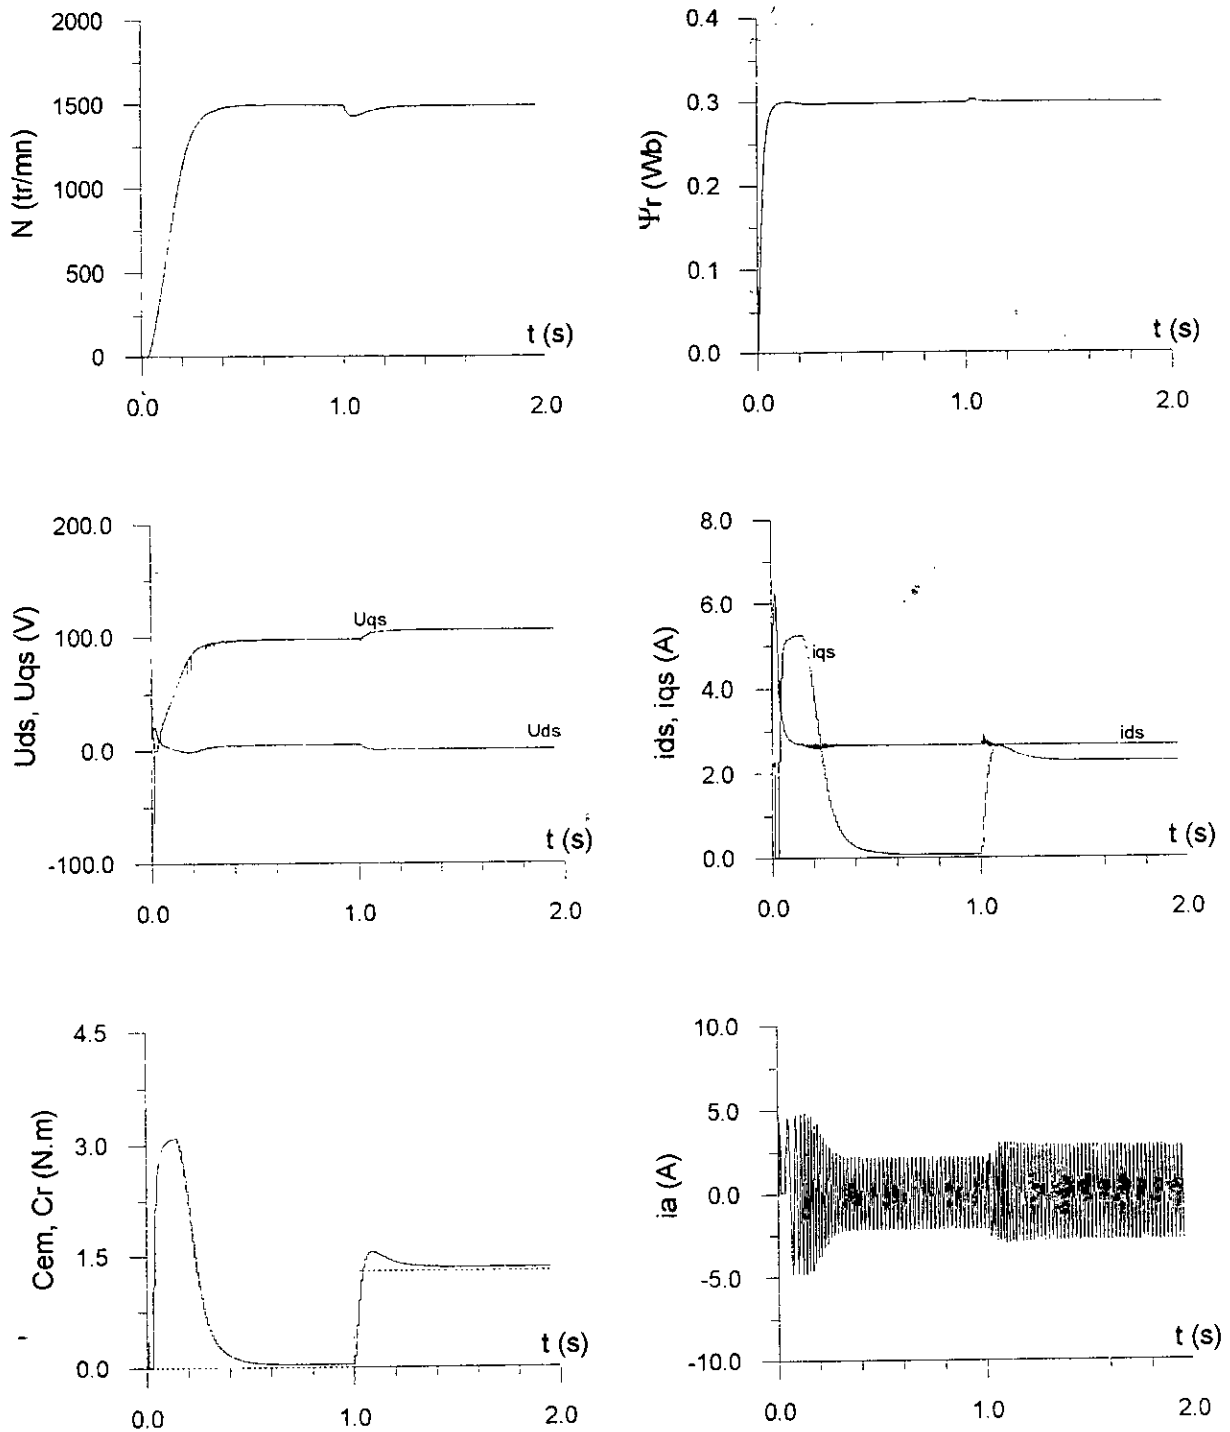 2000
1500
1000
500
0
N (tr/mn)
t (s)
0.0 1.0 2.0
0.4
0.3
0.2
0.1
0.0
Ψr (Wb)
t (s)
0.0 1.0 2.0
200.0
100.0
0.0
-100.0
Uds, Uqs (V)
Uqs
Uds
t (s)
0.0 1.0 2.0
8.0
6.0
4.0
2.0
0.0
ids, iqs (A)
iqs
ids
t (s)
0.0 1.0 2.0
4.5
3.0
1.5
0.0
Cem, Cr (N.m)
t (s)
0.0 1.0 2.0
10.0
5.0
0.0
-5.0
-10.0
ia (A)
t (s)
0.0 1.0 2.0